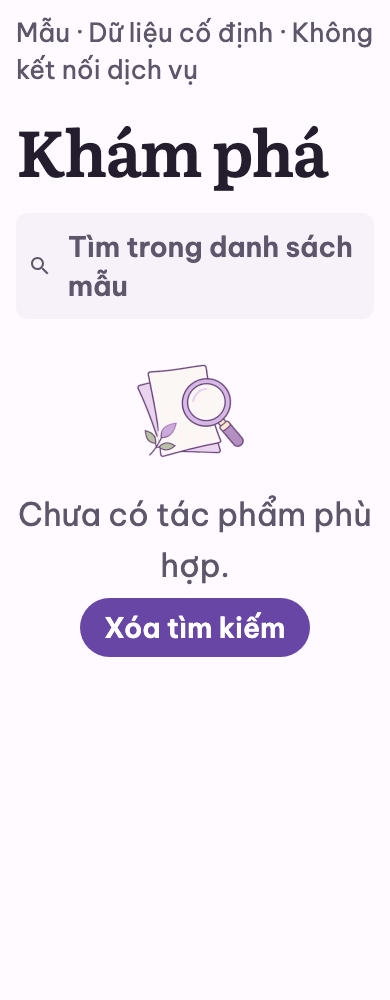 Mẫu · Dữ liệu cố định · Không
kết nối dịch vụ
Khám phá
Tìm trong danh sách
mẫu
Chưa có tác phẩm phù
hợp.
Xóa tìm kiếm